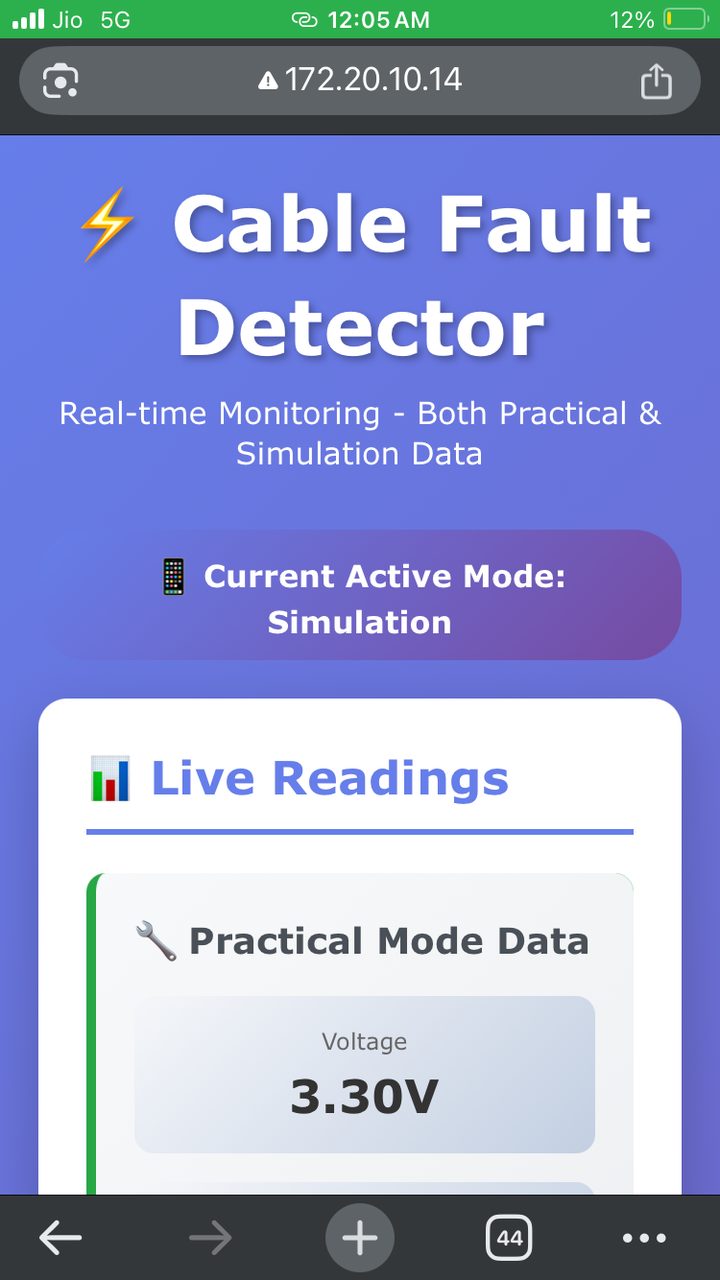 Jio 5G 12:05 AM 12%
172.20.10.14
⚡ Cable Fault
Detector
Real-time Monitoring - Both Practical &
Simulation Data
📱 Current Active Mode:
Simulation
📊 Live Readings
🔧 Practical Mode Data
Voltage
3.30V
44